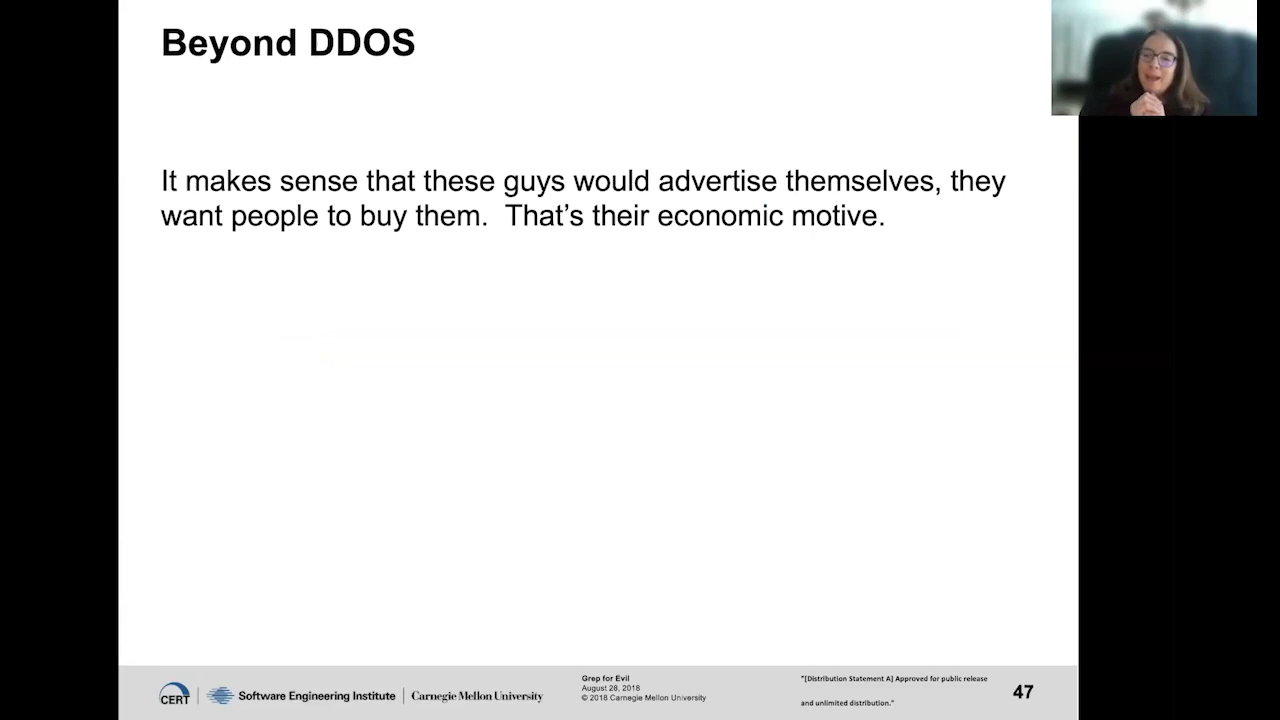 Beyond DDOS
It makes sense that these guys would advertise themselves, they
want people to buy them.  That’s their economic motive.
CERT
Software Engineering Institute
Carnegie Mellon University
Grep for Evil
August 28, 2018
© 2018 Carnegie Mellon University
"[Distribution Statement A] Approved for public release
and unlimited distribution."
47